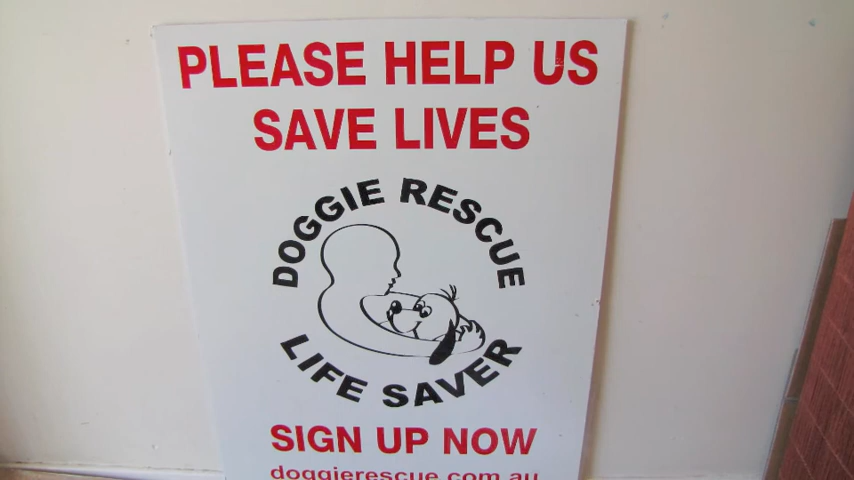 PLEASE HELP US
SAVE LIVES
DOGGIE RESCUE
LIFE SAVER
SIGN UP NOW
doggierescue.com.au